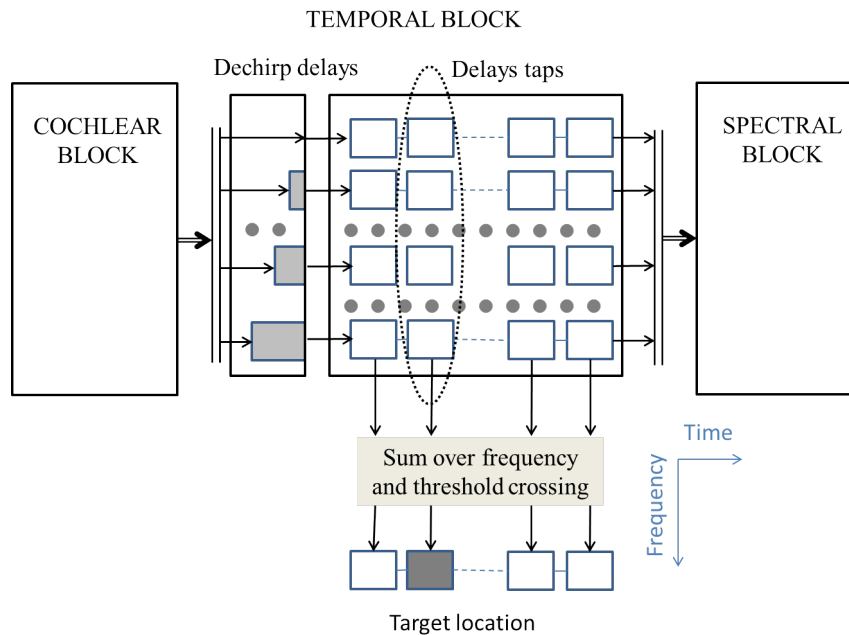 TEMPORAL BLOCK
Dechirp delays
Delays taps
COCHLEAR
BLOCK
SPECTRAL
BLOCK
Time
Frequency
Sum over frequency
and threshold crossing
Target location